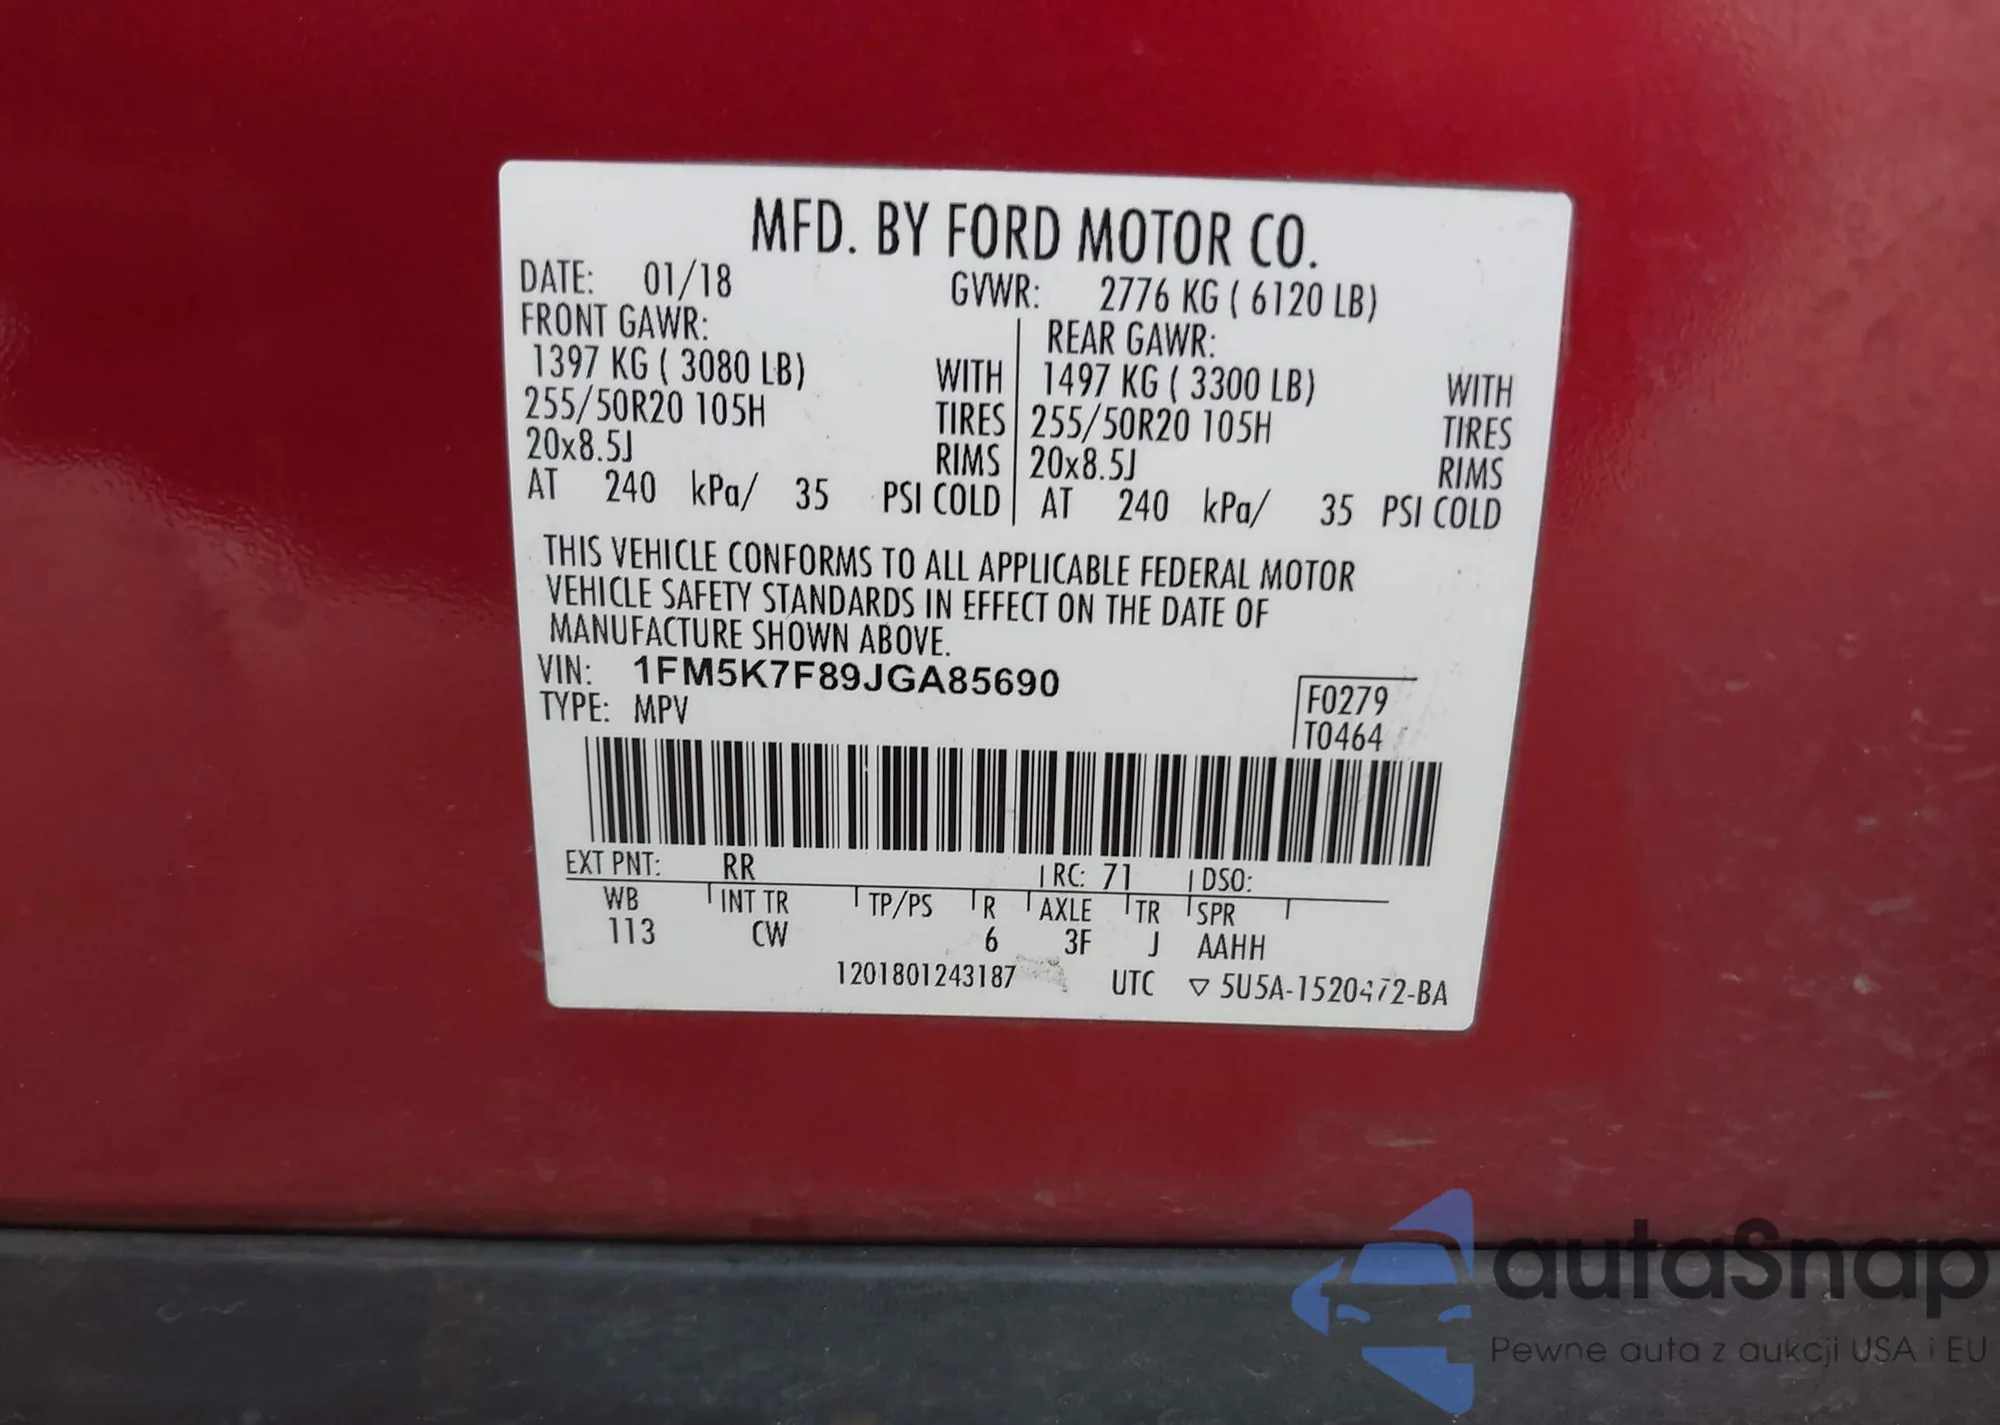 MFD. BY FORD MOTOR CO.
DATE: 01/18 GVWR: 2776 KG ( 6120 LB)
FRONT GAWR: REAR GAWR:
1397 KG ( 3080 LB) WITH 1497 KG ( 3300 LB) WITH
255/50R20 105H TIRES 255/50R20 105H TIRES
20x8.5J RIMS 20x8.5J RIMS
AT 240 kPa/ 35 PSI COLD AT 240 kPa/ 35 PSI COLD
THIS VEHICLE CONFORMS TO ALL APPLICABLE FEDERAL MOTOR
VEHICLE SAFETY STANDARDS IN EFFECT ON THE DATE OF
MANUFACTURE SHOWN ABOVE.
VIN: 1FM5K7F89JGA85690
TYPE: MPV
F0279
T0464
EXT PNT: RR RC: 71 DSO:
WB INT TR TP/PS R AXLE TR SPR
113 CW 6 3F J AAHH
1201801243187 UTC ▽ 5U5A-1520472-BA
autaSnap
Pewne auta z aukcji USA i EU